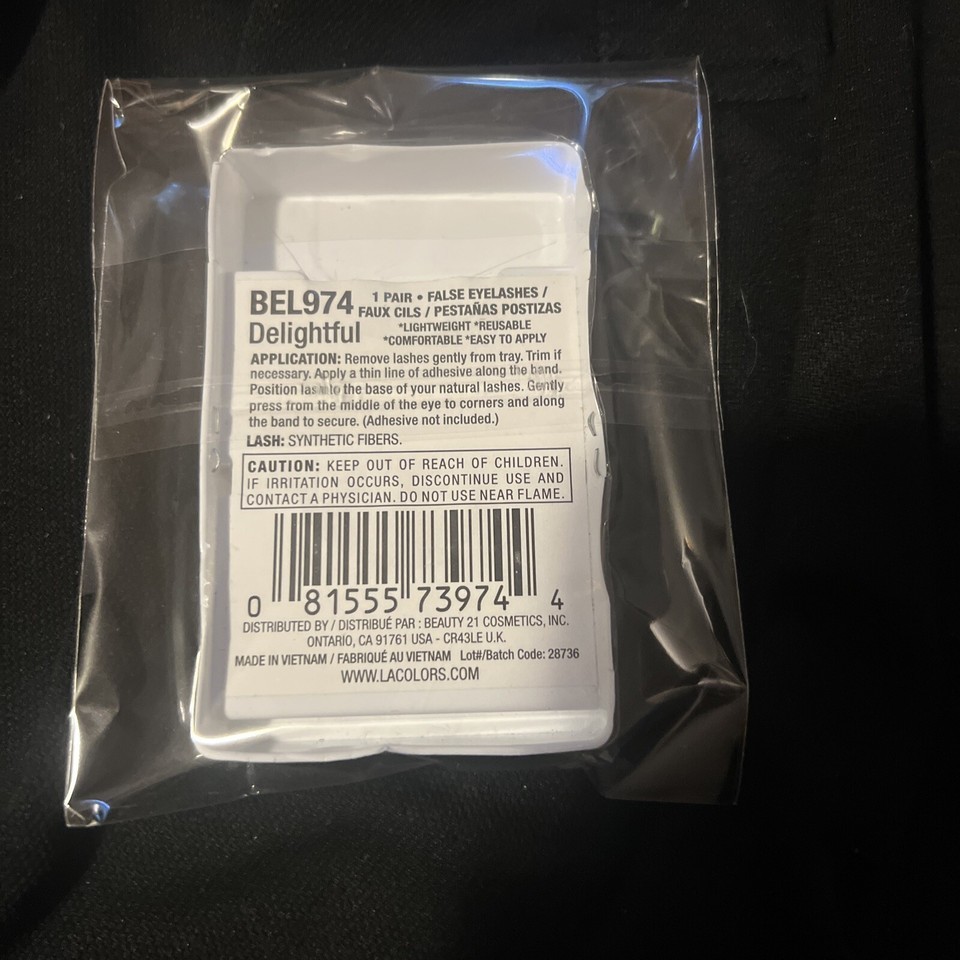 BEL974 1 PAIR • FALSE EYELASHES /
FAUX CILS / PESTAÑAS POSTIZAS
Delightful *LIGHTWEIGHT *REUSABLE
*COMFORTABLE *EASY TO APPLY
APPLICATION: Remove lashes gently from tray. Trim if
necessary. Apply a thin line of adhesive along the band.
Position lash to the base of your natural lashes. Gently
press from the middle of the eye to corners and along
the band to secure. (Adhesive not included.)
LASH: SYNTHETIC FIBERS.
CAUTION: KEEP OUT OF REACH OF CHILDREN.
IF IRRITATION OCCURS, DISCONTINUE USE AND
CONTACT A PHYSICIAN. DO NOT USE NEAR FLAME.
0 81555 73974 4
DISTRIBUTED BY / DISTRIBUÉ PAR : BEAUTY 21 COSMETICS, INC.
ONTARIO, CA 91761 USA - CR43LE U.K.
MADE IN VIETNAM / FABRIQUÉ AU VIETNAM Lot#/Batch Code: 28736
WWW.LACOLORS.COM